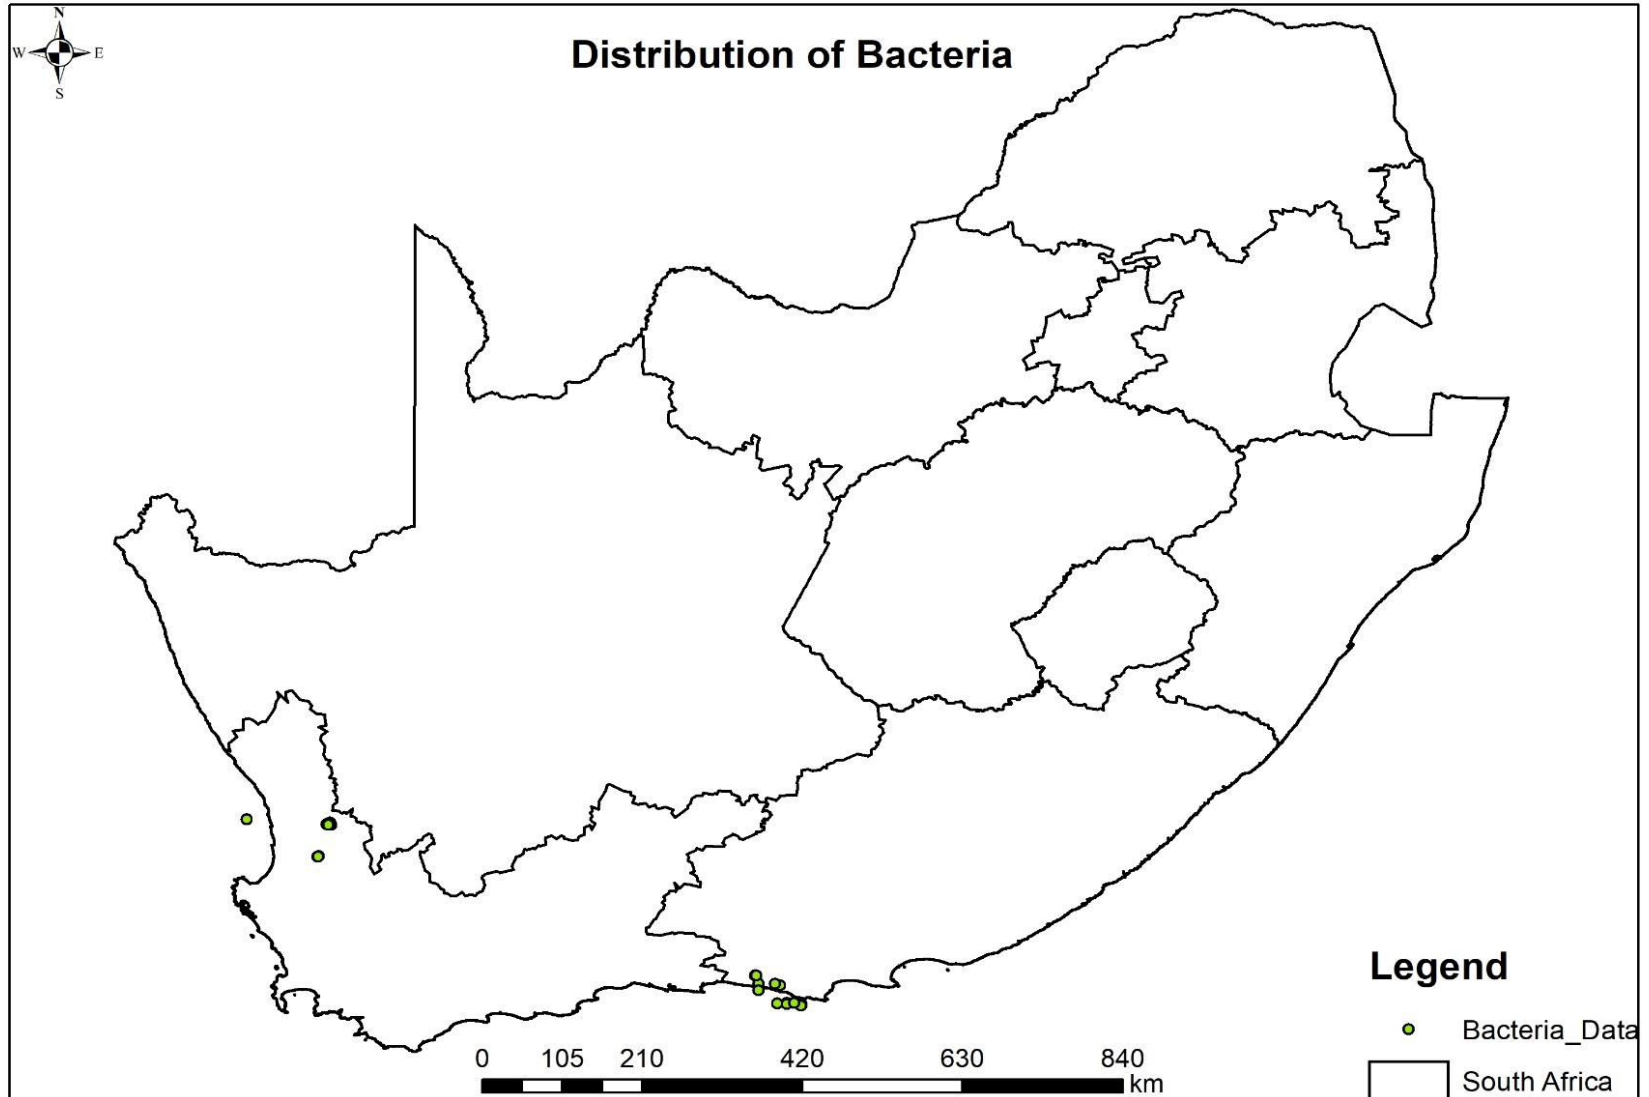 N
W E
S
Distribution of Bacteria
Legend
Bacteria_Data
South Africa
0 105 210 420 630 840
km